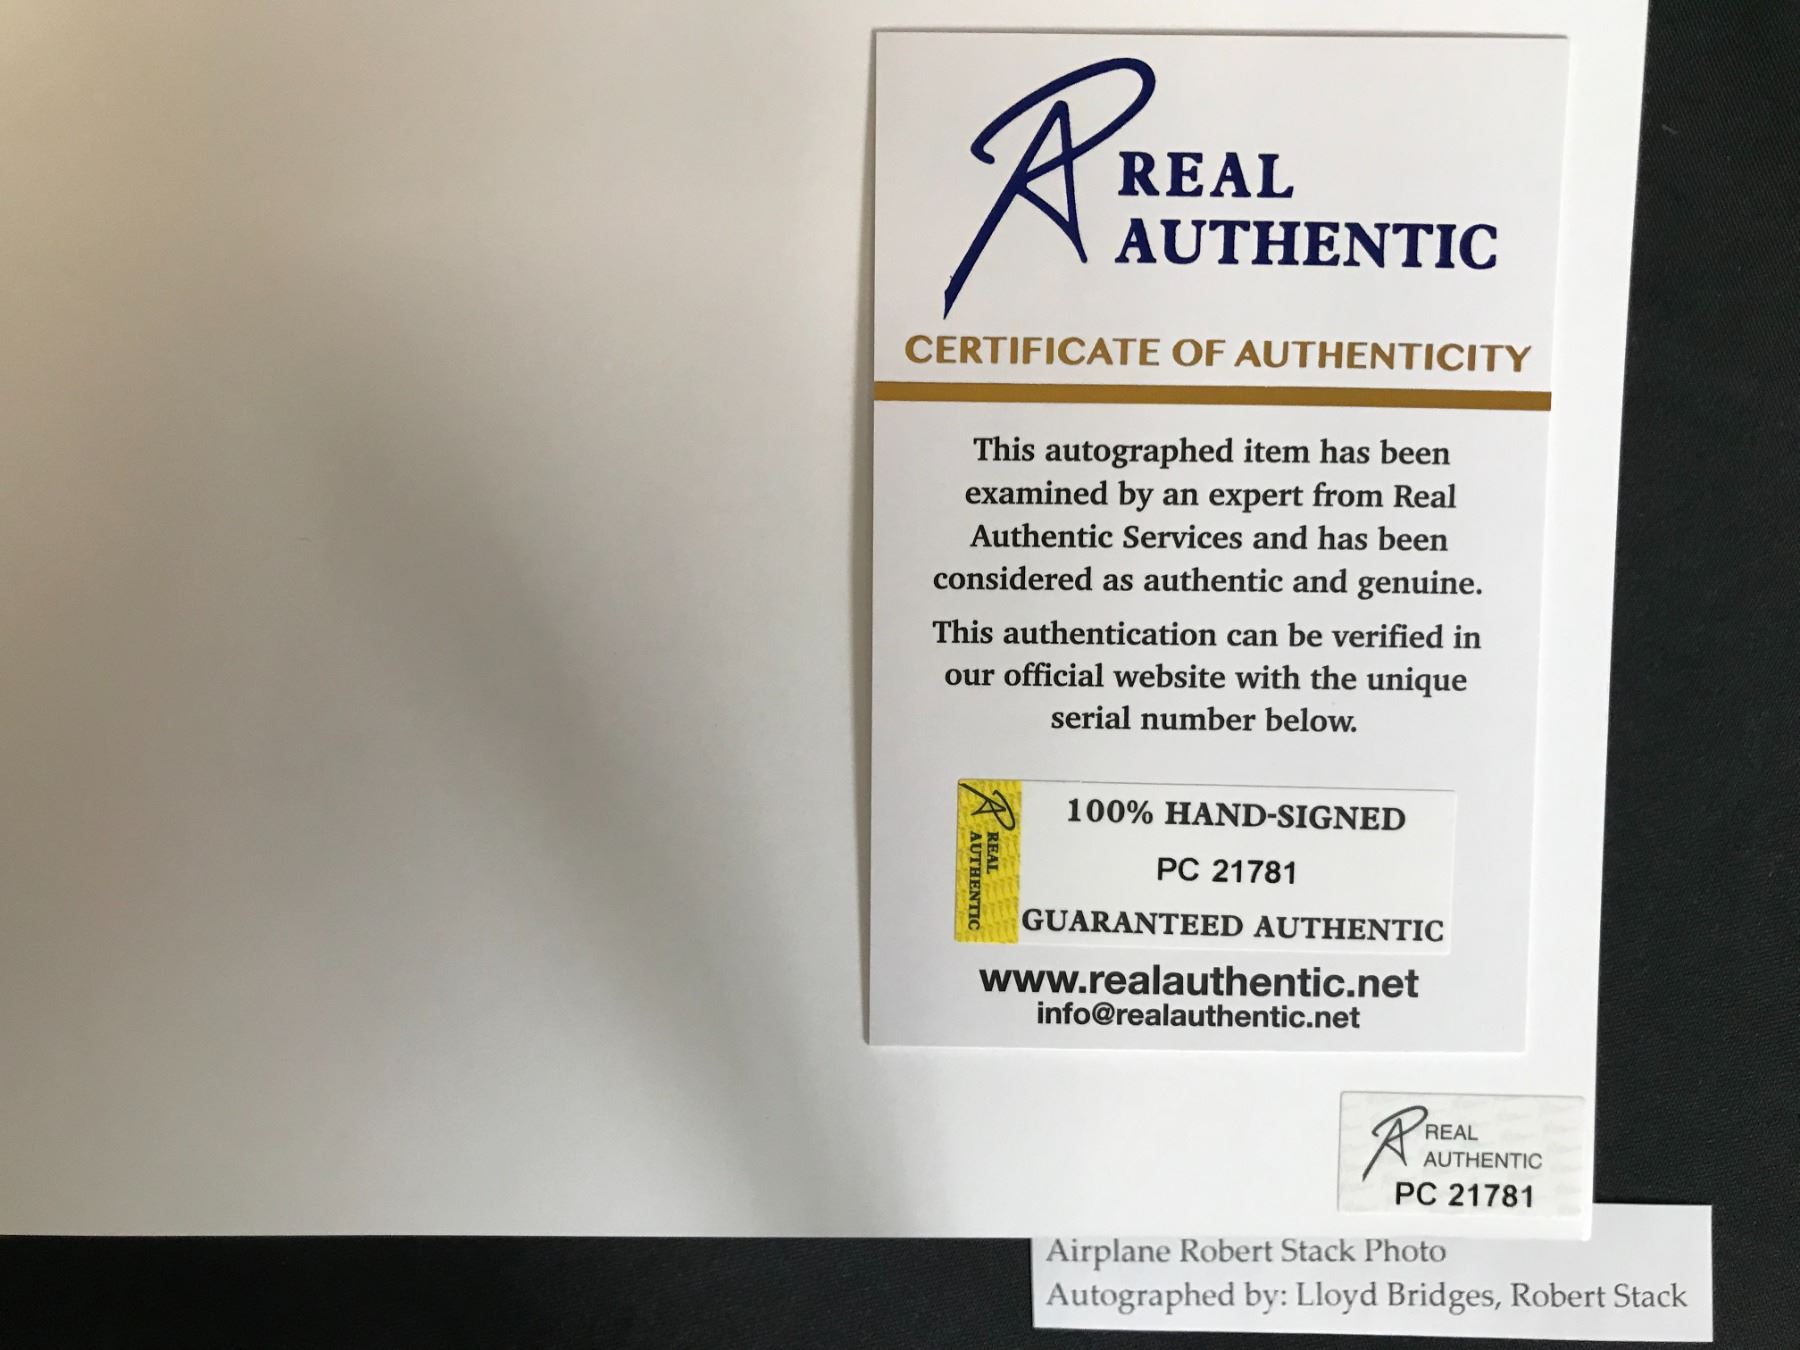 REAL
AUTHENTIC
CERTIFICATE OF AUTHENTICITY
This autographed item has been
examined by an expert from Real
Authentic Services and has been
considered as authentic and genuine.
This authentication can be verified in
our official website with the unique
serial number below.
REAL
AUTHENTIC
100% HAND-SIGNED
PC 21781
GUARANTEED AUTHENTIC
www.realauthentic.net
info@realauthentic.net
REAL
AUTHENTIC
PC 21781
Airplane Robert Stack Photo
Autographed by: Lloyd Bridges, Robert Stack